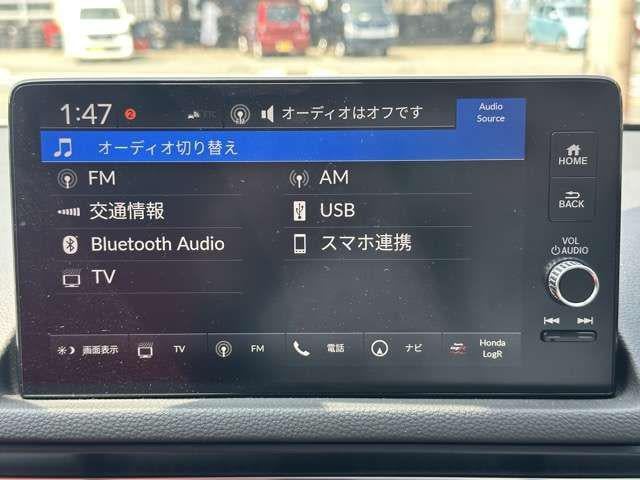 1:47 2 ETC オーディオはオフです Audio Source
オーディオ切り替え
FM AM
交通情報 USB
Bluetooth Audio スマホ連携
TV
HOME
BACK
VOL
AUDIO
画面表示 TV FM 電話 ナビ Honda LogR